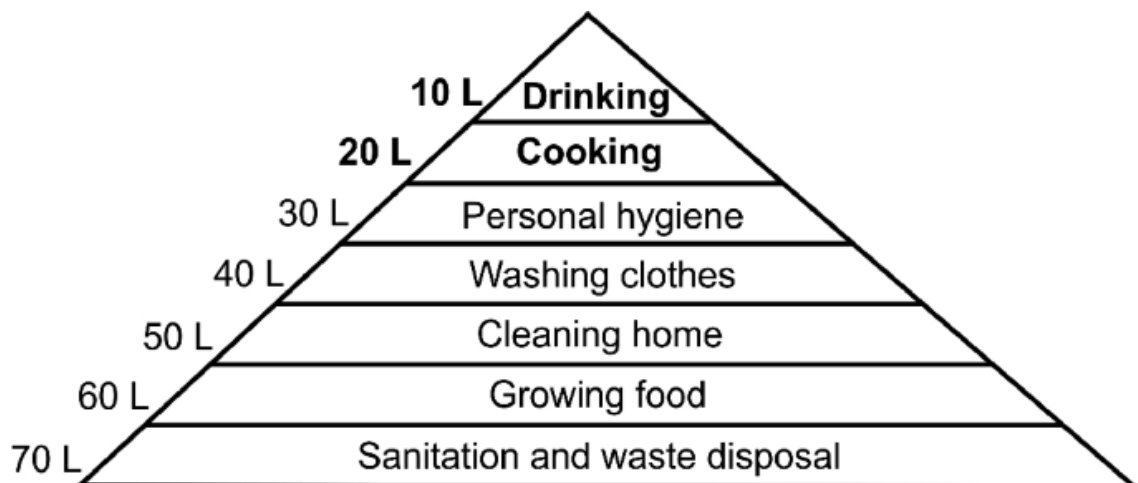 10 L Drinking
20 L Cooking
30 L Personal hygiene
40 L Washing clothes
50 L Cleaning home
60 L Growing food
70 L Sanitation and waste disposal